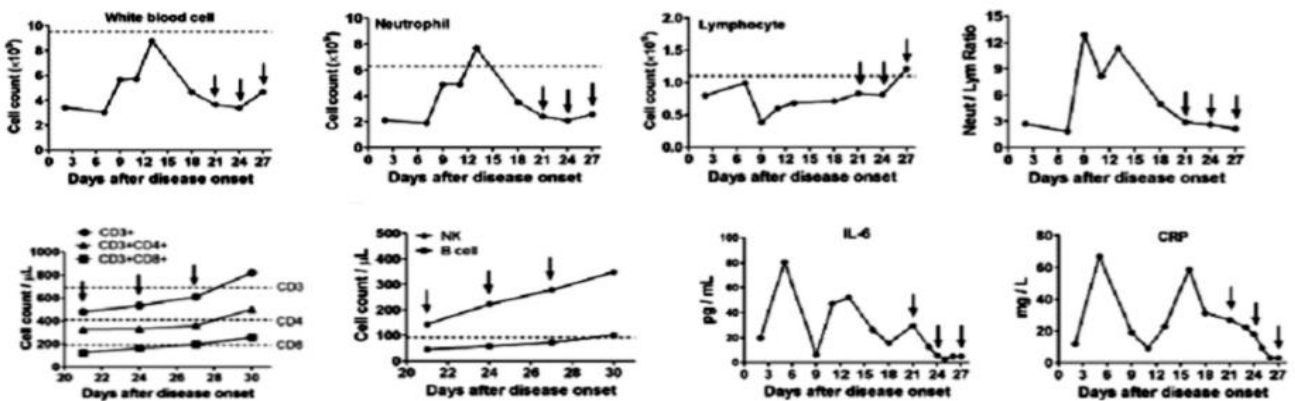 White blood cell
Cell count (×10⁹)
10
8
6
4
2
0
0 3 6 9 12 15 18 21 24 27
Days after disease onset
Neutrophil
Cell count (×10⁹)
10
8
6
4
2
0
0 3 6 9 12 15 18 21 24 27
Days after disease onset
Lymphocyte
Cell count (×10⁹)
2.0
1.5
1.0
0.5
0.0
0 3 6 9 12 15 18 21 24 27
Days after disease onset
Neut / Lym Ratio
15
12
9
6
3
0
0 3 6 9 12 15 18 21 24 27
Days after disease onset
CD3+
CD3+CD4+
CD3+CD8+
Cell count / μL
1000
800
600
400
200
0
CD3
CD4
CD8
20 22 24 26 28 30
Days after disease onset
NK
B cell
Cell count / μL
500
400
300
200
100
0
20 22 24 26 28 30
Days after disease onset
IL-6
pg / mL
100
80
60
40
20
0
0 3 6 9 12 15 18 21 24 27
Days after disease onset
CRP
mg / L
80
60
40
20
0
0 3 6 9 12 15 18 21 24 27
Days after disease onset